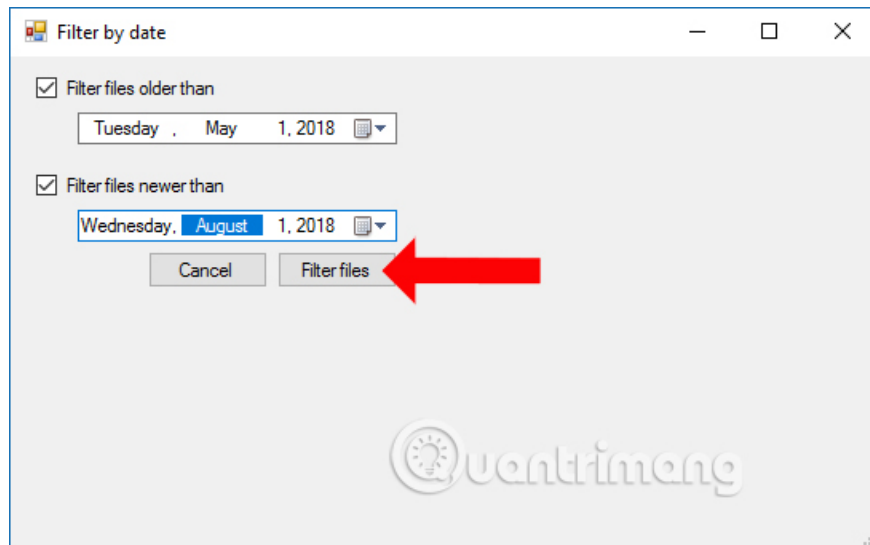 Filter by date
Filter files older than
Tuesday , May 1, 2018
Filter files newer than
Wednesday, August 1, 2018
Cancel Filter files
Quantrimang